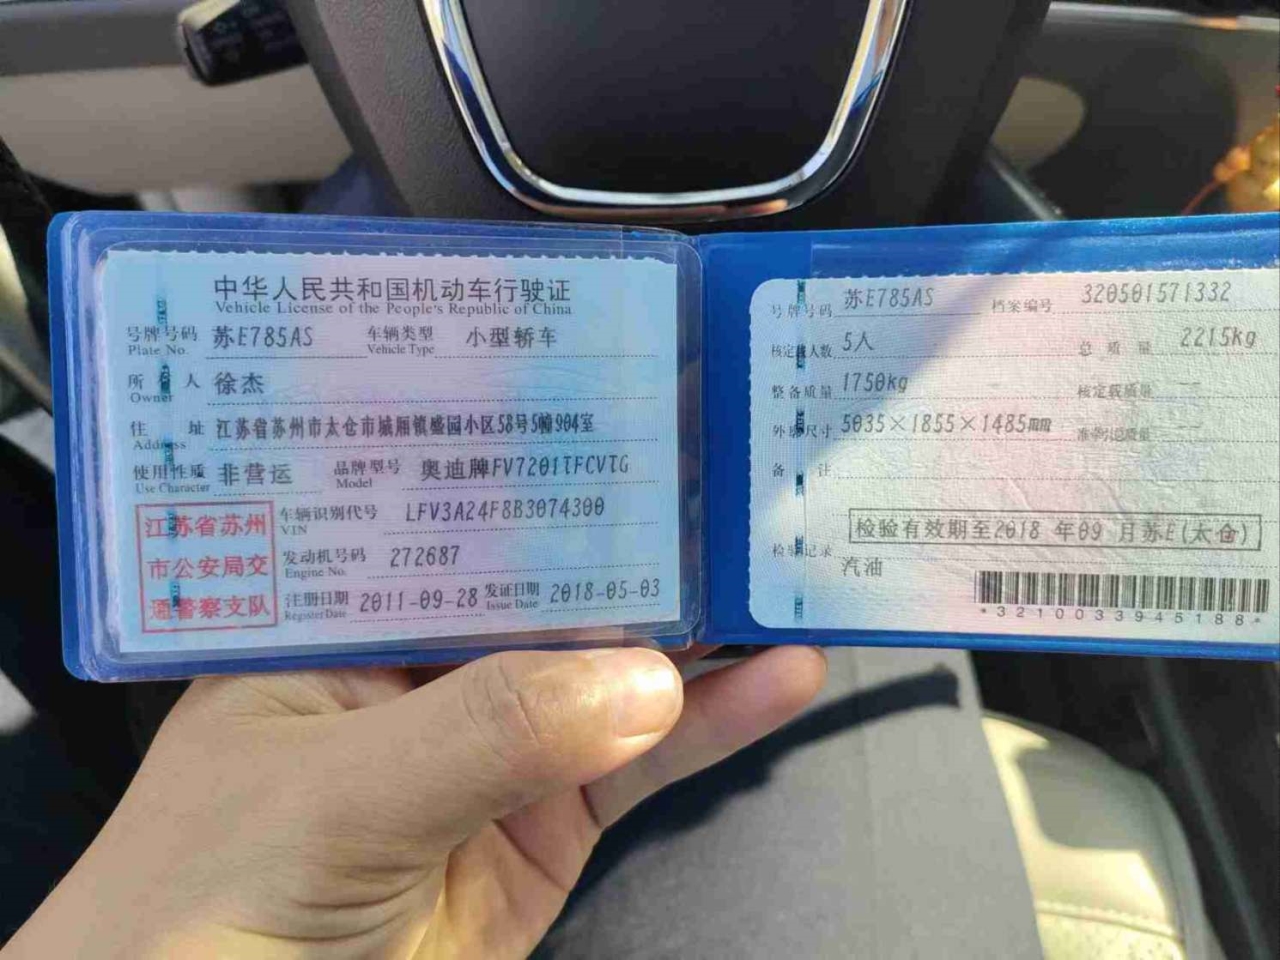 中华人民共和国机动车行驶证
Vehicle License of the People's Republic of China
号牌号码 苏E785AS 车辆类型 小型轿车
Plate No. Vehicle Type
所有人 徐杰
Owner
住址 江苏省苏州市太仓市城厢镇盛园小区58号5幢904室
Address
使用性质 非营运 品牌型号 奥迪牌FV7201TFCVTG
Use Character Model
车辆识别代号 LFV3A24F8B3074300
VIN
发动机号码 272687
Engine No.
注册日期 2011-09-28 发证日期 2018-05-03
Register Date Issue Date
江苏省苏州
市公安局交
通警察支队
号牌号码 苏E785AS 档案编号 320501571332
核定载人数 5人 总质量 2215kg
整备质量 1750kg 核定载质量 --
外廓尺寸 5035×1855×1485mm 准牵引总质量 --
备注
检验记录 检验有效期至2018 年09 月苏E(太仓)
汽油
*3210033945188*